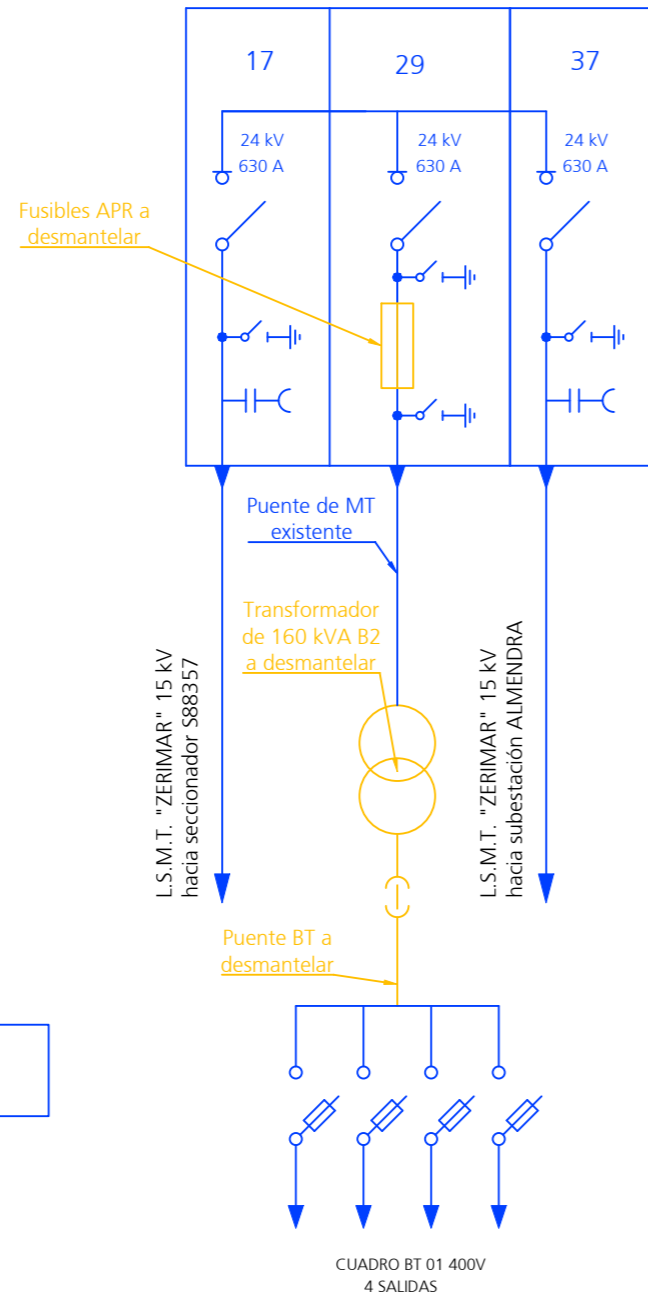 17
29
37
24 kV
630 A
24 kV
630 A
24 kV
630 A
Fusibles APR a
desmantelar
Puente de MT
existente
Transformador
de 160 kVA B2
a desmantelar
L.S.M.T. "ZERIMAR" 15 kV
hacia seccionador S88357
L.S.M.T. "ZERIMAR" 15 kV
hacia subestación ALMENDRA
Puente BT a
desmantelar
CUADRO BT 01 400V
4 SALIDAS